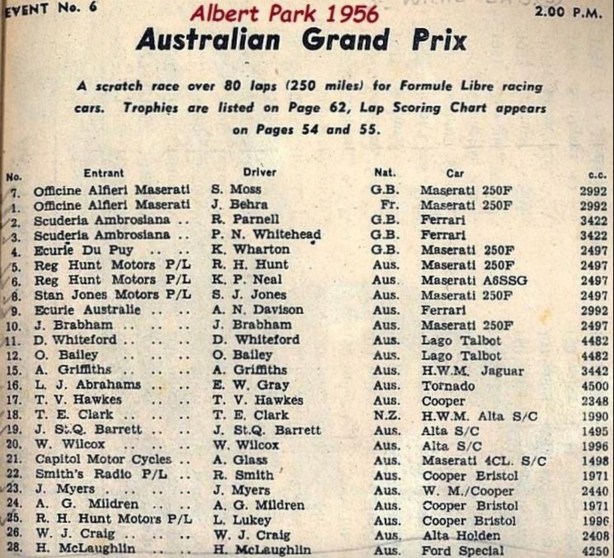 EVENT No. 6
Albert Park 1956
2.00 P.M.
Australian Grand Prix
A scratch race over 80 laps (250 miles) for Formule Libre racing
cars. Trophies are listed on Page 62, Lap Scoring Chart appears
on Pages 54 and 55.
No. Entrant Driver Nat. Car c.c.
7. Officine Alfieri Maserati S. Moss G.B. Maserati 250F 2992
1. Officine Alfieri Maserati J. Behra Fr. Maserati 250F 2992
2. Scuderia Ambrosiana .. R. Parnell G.B. Ferrari 3422
3. Scuderia Ambrosiana .. P. N. Whitehead G.B. Ferrari 3422
4. Ecurie Du Puy .. .. K. Wharton G.B. Maserati 250F 2497
5. Reg Hunt Motors P/L R. H. Hunt Aus. Maserati 250F 2497
6. Reg Hunt Motors P/L K. P. Neal Aus. Maserati A6SSG 2497
8. Stan Jones Motors P/L S. J. Jones Aus. Maserati 250F 2497
9. Ecurie Australie .. A. N. Davison Aus. Ferrari 2992
10. J. Brabham .. .. J. Brabham Aus. Maserati 250F 2497
11. D. Whiteford .. .. D. Whiteford Aus. Lago Talbot 4482
12. O. Bailey .. .. O. Bailey Aus. Lago Talbot 4482
15. A. Griffiths .. .. A. Griffiths Aus. H.W.M. Jaguar 3442
16. L. J. Abrahams .. .. E. W. Gray Aus. Tornado 4500
17. T. V. Hawkes .. .. T. V. Hawkes Aus. Cooper 2348
18. T. E. Clark .. .. T. E. Clark N.Z. H.W.M. Alta S/C 1990
19. J. St.Q. Barrett .. .. J. St.Q. Barrett Aus. Alta S/C 1495
20. W. Wilcox .. .. W. Wilcox Aus. Alta S/C 1996
21. Capitol Motor Cycles .. A. Glass Aus. Maserati 4CL. S/C 1498
22. Smith's Radio P/L .. R. Smith Aus. Cooper Bristol 1971
23. J. Myers .. .. J. Myers Aus. W. M./Cooper 2440
24. A. G. Mildren .. .. A. G. Mildren Aus. Cooper Bristol 1971
25. R. H. Hunt Motors P/L L. Lukey Aus. Cooper Bristol 1996
26. W. J. Craig .. .. W. J. Craig Aus. Alta Holden 2408
28. H. McLaughlin .. .. H. McLaughlin Aus. Ford Special